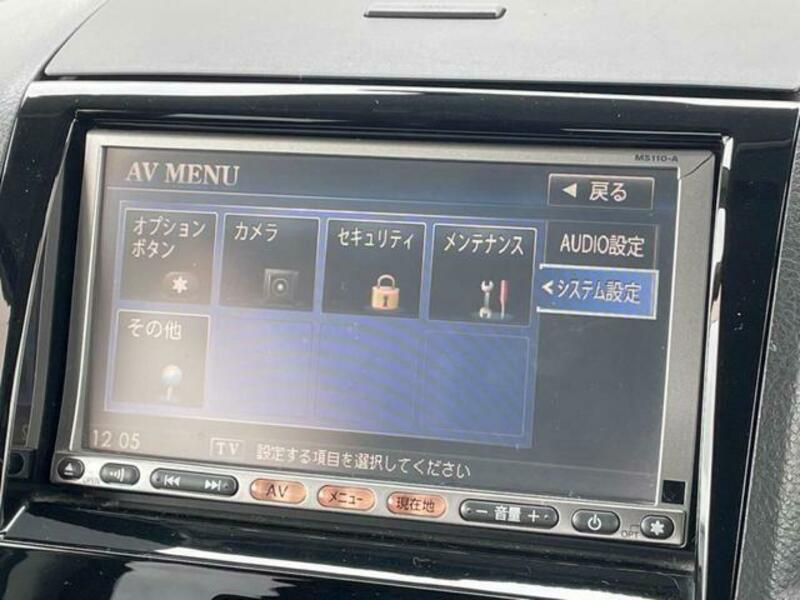 MS110-A
AV MENU
◀ 戻る
オプション
ボタン
カメラ
セキュリティ
メンテナンス
AUDIO設定
<システム設定
その他
12 05
TV
設定する項目を選択してください
OPEN
AV
メニュー
現在地
− 音量 +
OPT